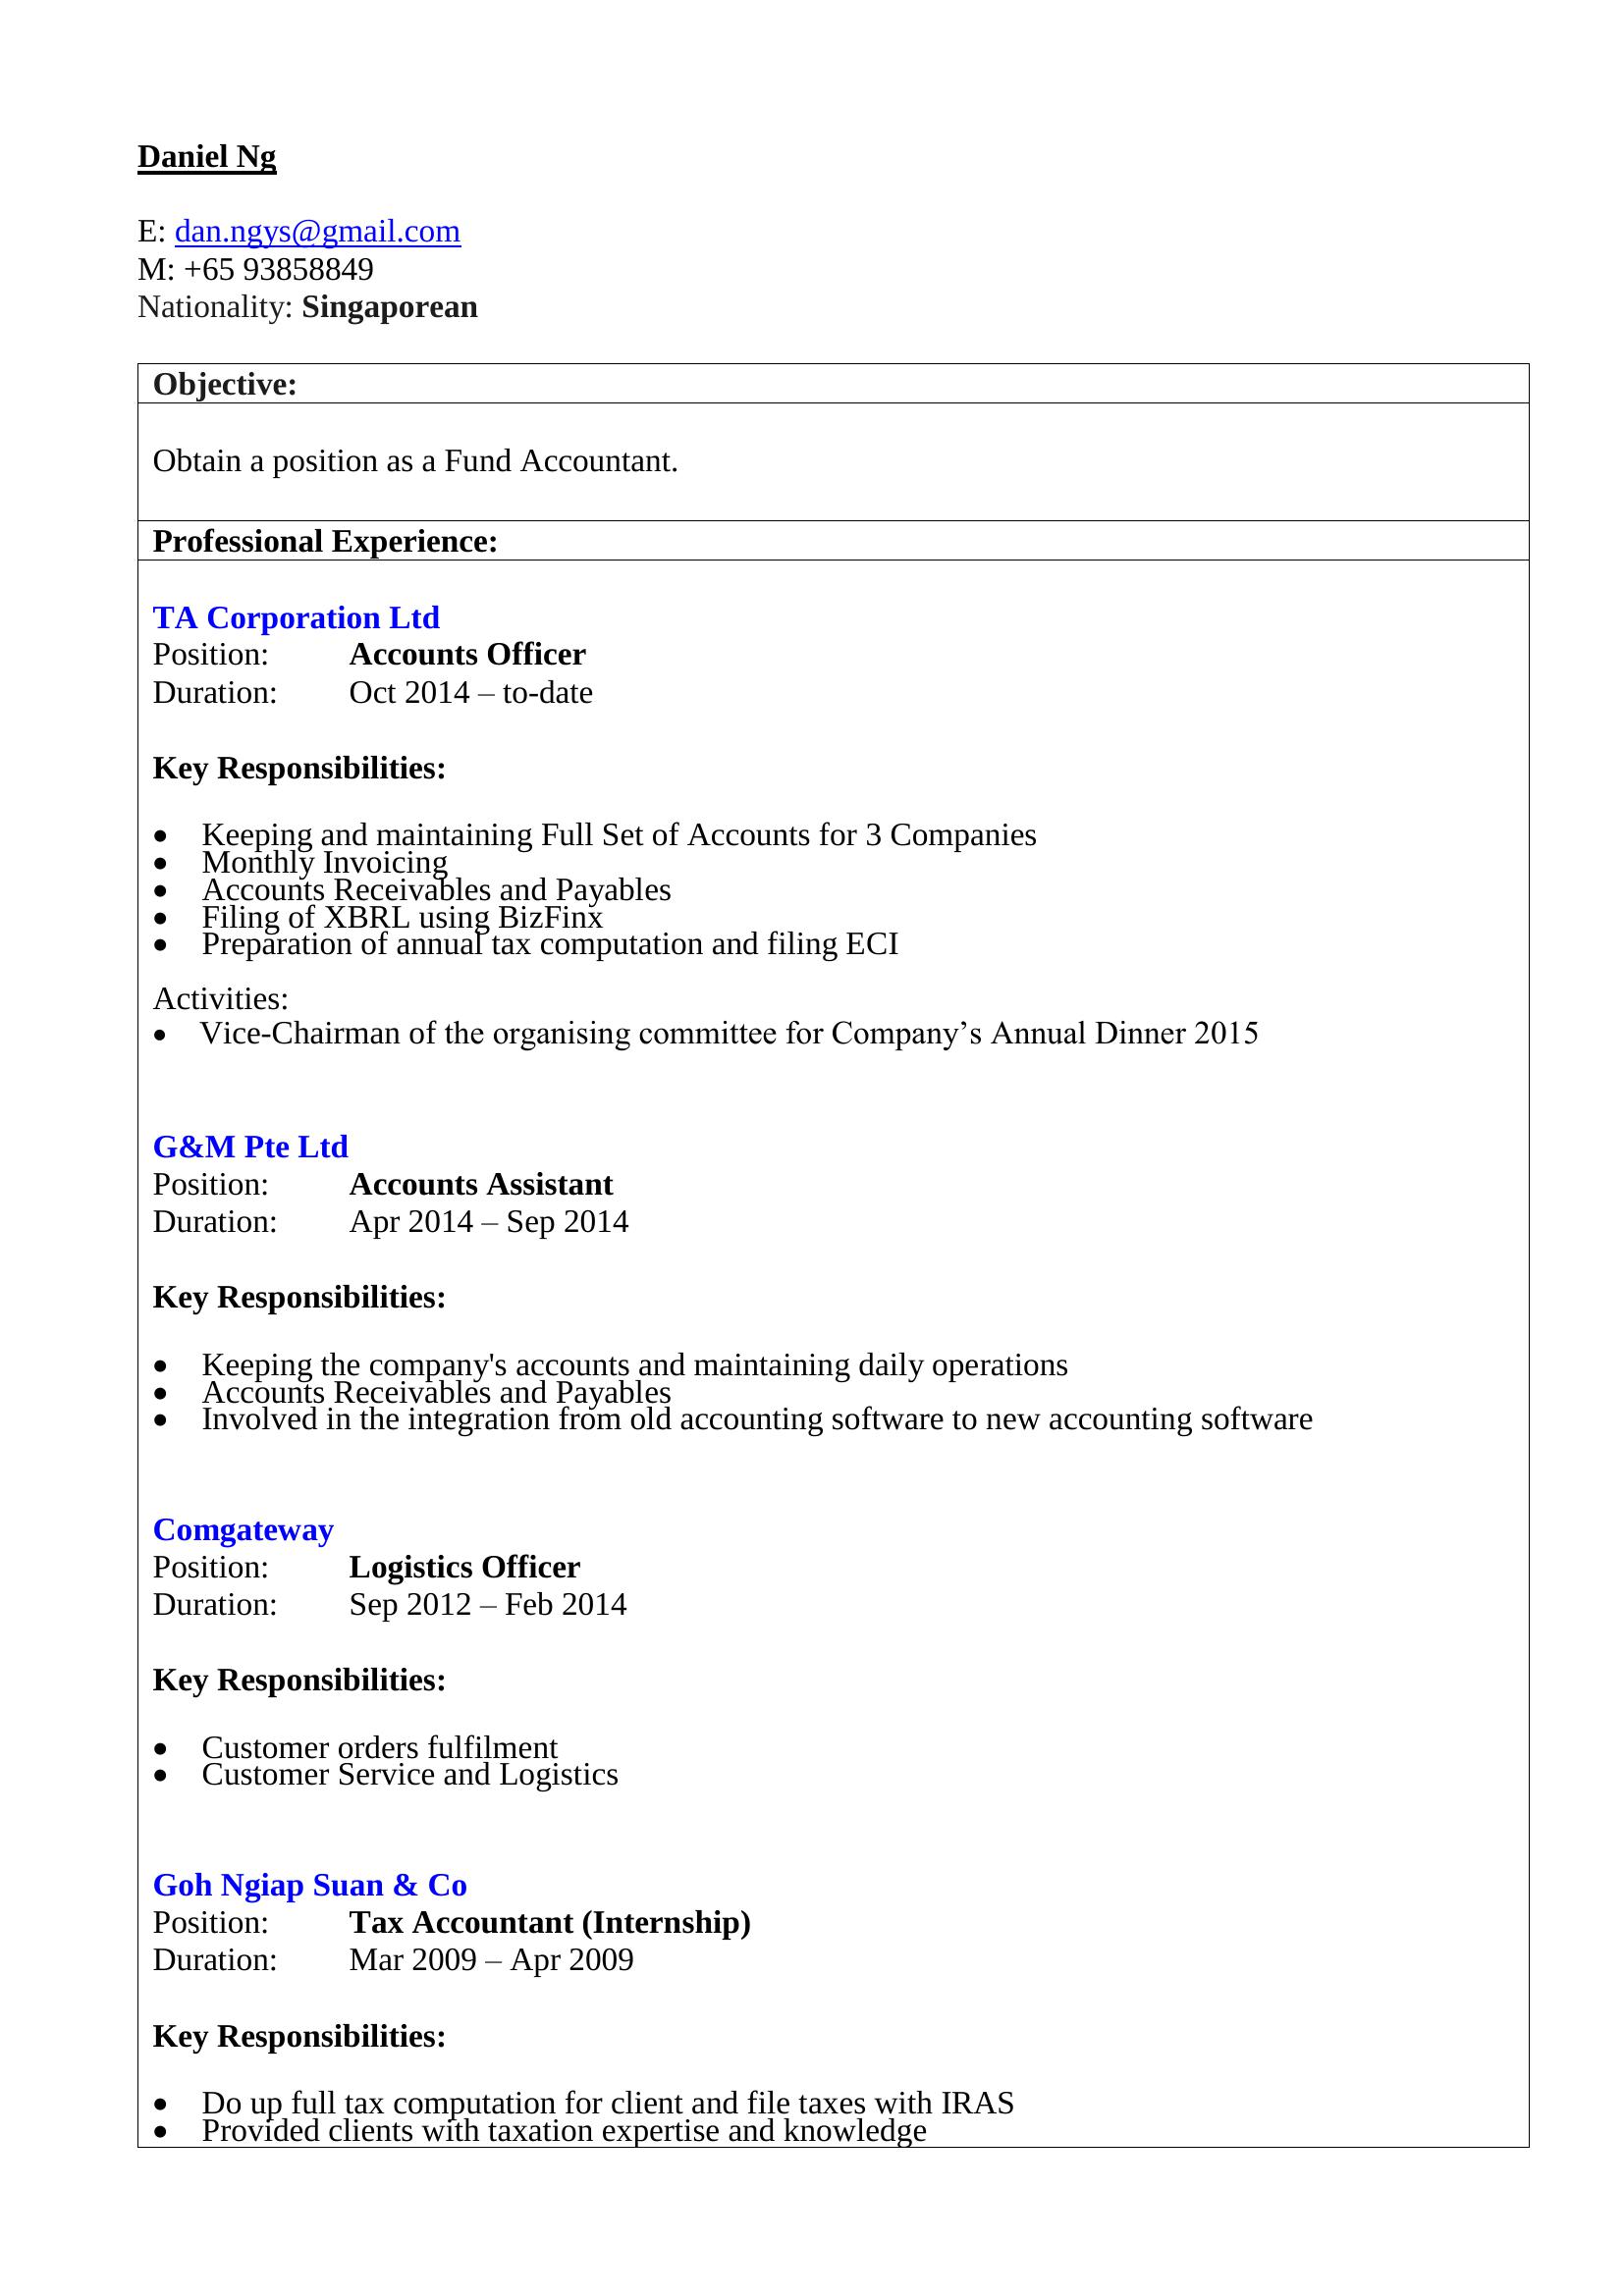 Daniel Ng
E: dan.ngys@gmail.com
M: +65 93858849
Nationality: Singaporean
Objective:
Obtain a position as a Fund Accountant.
Professional Experience:
TA Corporation Ltd
Position: Accounts Officer
Duration: Oct 2014 – to-date
Key Responsibilities:
• Keeping and maintaining Full Set of Accounts for 3 Companies
• Monthly Invoicing
• Accounts Receivables and Payables
• Filing of XBRL using BizFinx
• Preparation of annual tax computation and filing ECI
Activities:
• Vice-Chairman of the organising committee for Company’s Annual Dinner 2015
G&M Pte Ltd
Position: Accounts Assistant
Duration: Apr 2014 – Sep 2014
Key Responsibilities:
• Keeping the company's accounts and maintaining daily operations
• Accounts Receivables and Payables
• Involved in the integration from old accounting software to new accounting software
Comgateway
Position: Logistics Officer
Duration: Sep 2012 – Feb 2014
Key Responsibilities:
• Customer orders fulfilment
• Customer Service and Logistics
Goh Ngiap Suan & Co
Position: Tax Accountant (Internship)
Duration: Mar 2009 – Apr 2009
Key Responsibilities:
• Do up full tax computation for client and file taxes with IRAS
• Provided clients with taxation expertise and knowledge